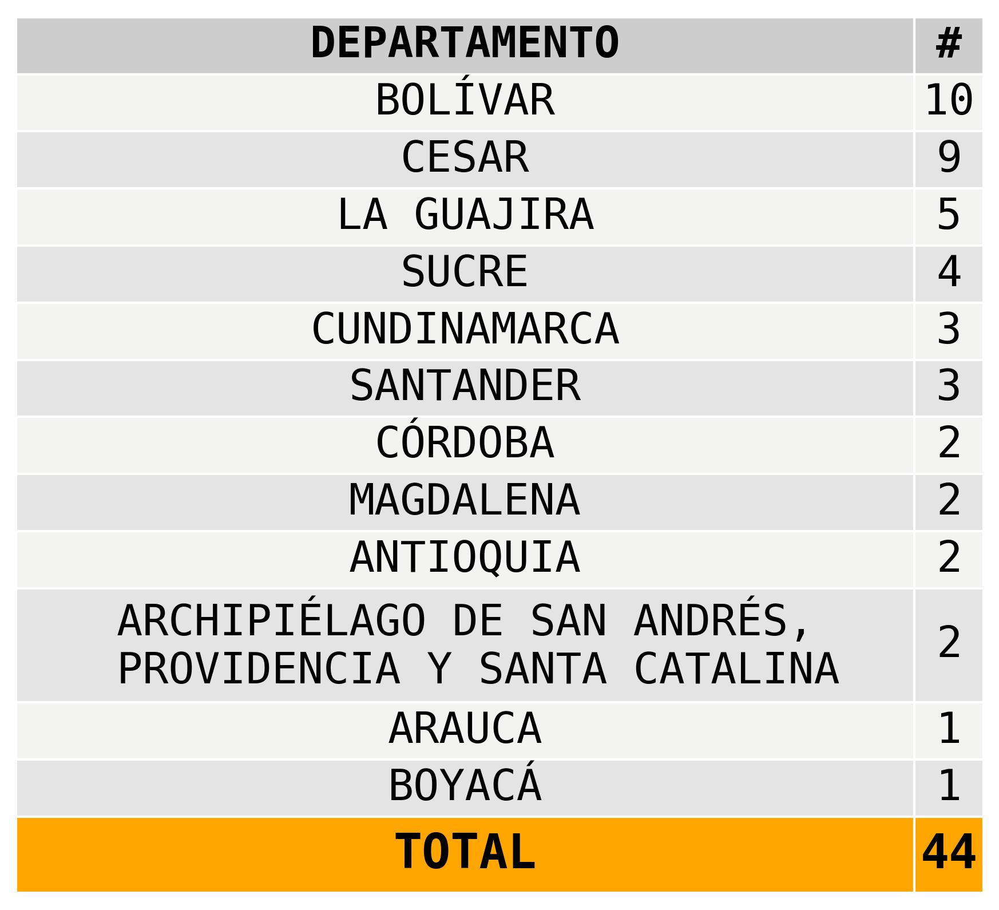 DEPARTAMENTO #
BOLÍVAR 10
CESAR 9
LA GUAJIRA 5
SUCRE 4
CUNDINAMARCA 3
SANTANDER 3
CÓRDOBA 2
MAGDALENA 2
ANTIOQUIA 2
ARCHIPIÉLAGO DE SAN ANDRÉS,
PROVIDENCIA Y SANTA CATALINA 2
ARAUCA 1
BOYACÁ 1
TOTAL 44